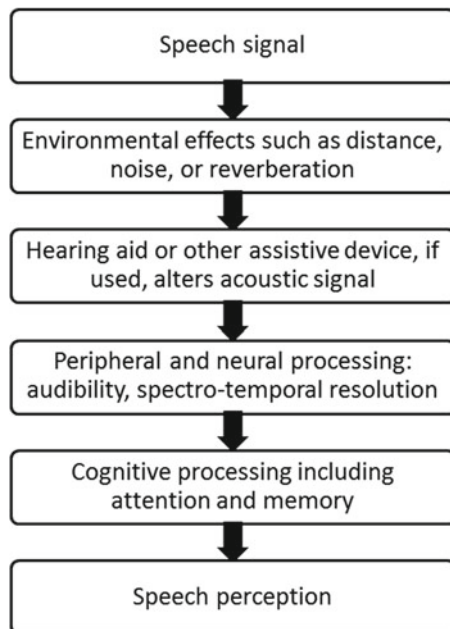 Speech signal
Environmental effects such as distance,
noise, or reverberation
Hearing aid or other assistive device, if
used, alters acoustic signal
Peripheral and neural processing:
audibility, spectro-temporal resolution
Cognitive processing including
attention and memory
Speech perception